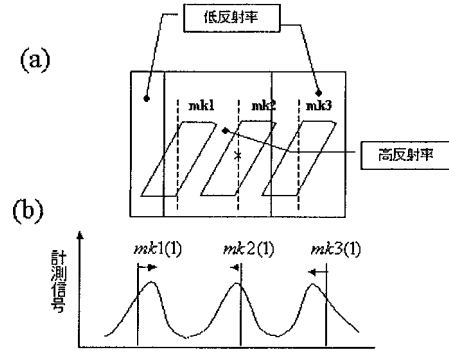 低反射率
(a)
mk1
mk2
mk3
高反射率
(b)
mk1(1)
mk2(1)
mk3(1)
計測信号